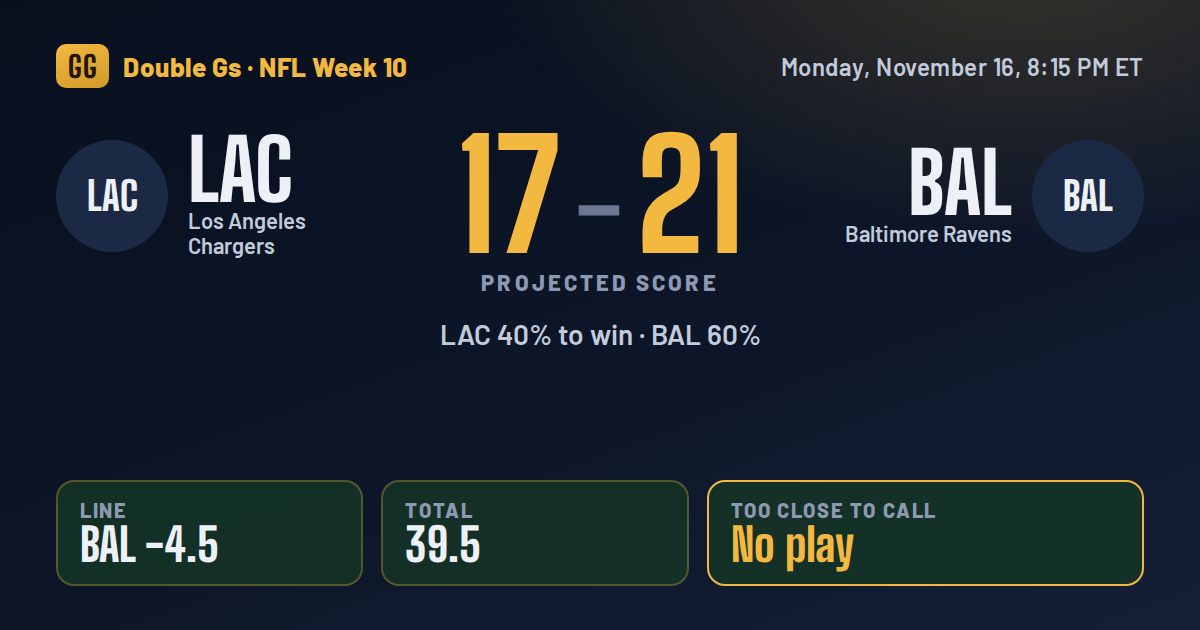 GG
Double Gs · NFL Week 10
Monday, November 16, 8:15 PM ET
LAC
LAC
Los Angeles
Chargers
17 – 21
PROJECTED SCORE
LAC 40% to win · BAL 60%
BAL
Baltimore Ravens
BAL
LINE
BAL −4.5
TOTAL
39.5
TOO CLOSE TO CALL
No play